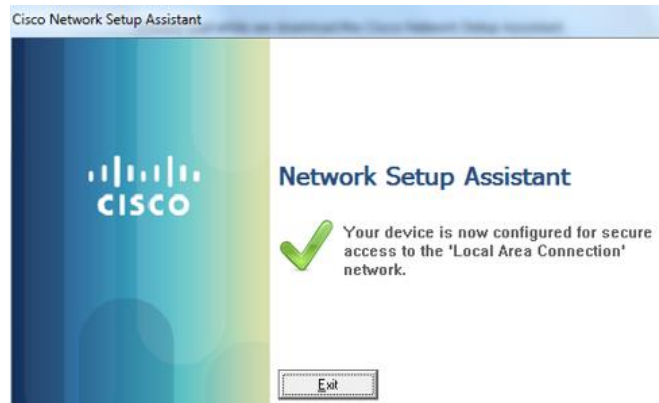 Cisco Network Setup Assistant
CISCO
Network Setup Assistant
Your device is now configured for secure
access to the 'Local Area Connection'
network.
Exit